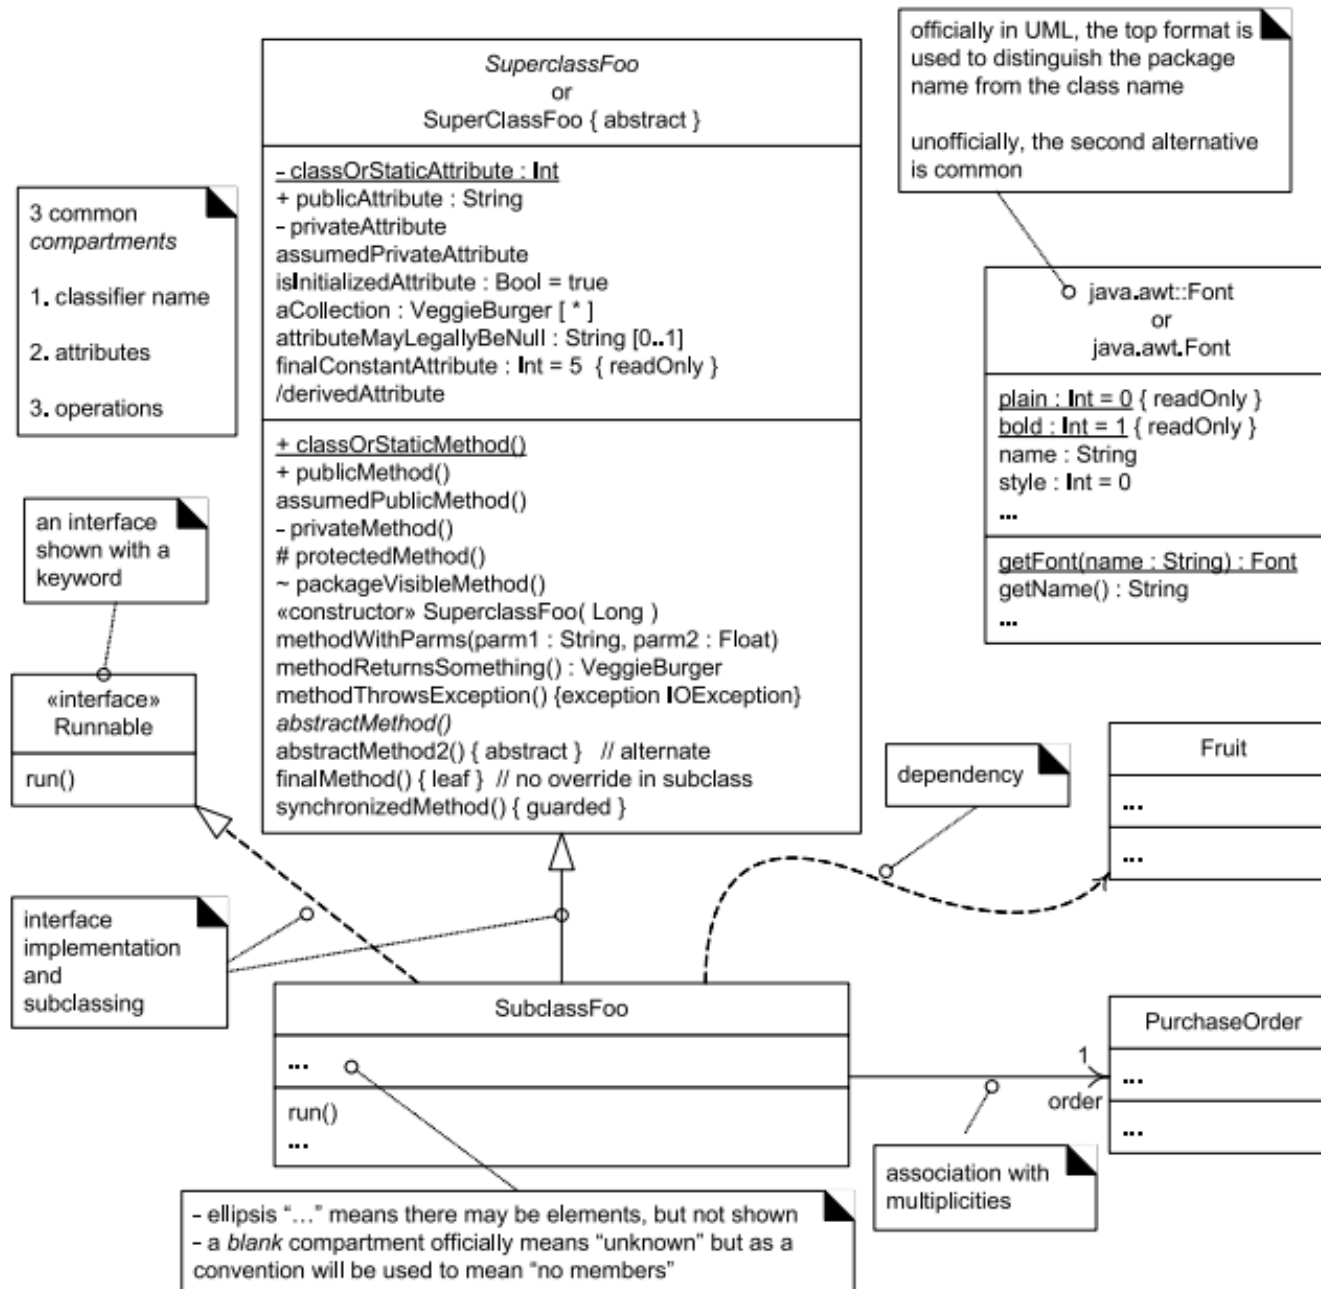 officially in UML, the top format is
used to distinguish the package
name from the class name
unofficially, the second alternative
is common
SuperclassFoo
or
SuperClassFoo { abstract }
- classOrStaticAttribute : Int
+ publicAttribute : String
- privateAttribute
assumedPrivateAttribute
isInitializedAttribute : Bool = true
aCollection : VeggieBurger [ * ]
attributeMayLegallyBeNull : String [0..1]
finalConstantAttribute : Int = 5 { readOnly }
/derivedAttribute
+ classOrStaticMethod()
+ publicMethod()
assumedPublicMethod()
- privateMethod()
# protectedMethod()
~ packageVisibleMethod()
«constructor» SuperclassFoo( Long )
methodWithParms(parm1 : String, parm2 : Float)
methodReturnsSomething() : VeggieBurger
methodThrowsException() {exception IOException}
abstractMethod()
abstractMethod2() { abstract } // alternate
finalMethod() { leaf } // no override in subclass
synchronizedMethod() { guarded }
3 common
compartments
1. classifier name
2. attributes
3. operations
java.awt::Font
or
java.awt.Font
plain : Int = 0 { readOnly }
bold : Int = 1 { readOnly }
name : String
style : Int = 0
...
getFont(name : String) : Font
getName() : String
...
an interface
shown with a
keyword
«interface»
Runnable
run()
dependency
Fruit
...
...
interface
implementation
and
subclassing
SubclassFoo
...
run()
...
1
order
PurchaseOrder
...
...
association with
multiplicities
- ellipsis “…” means there may be elements, but not shown
- a blank compartment officially means “unknown” but as a
convention will be used to mean “no members”